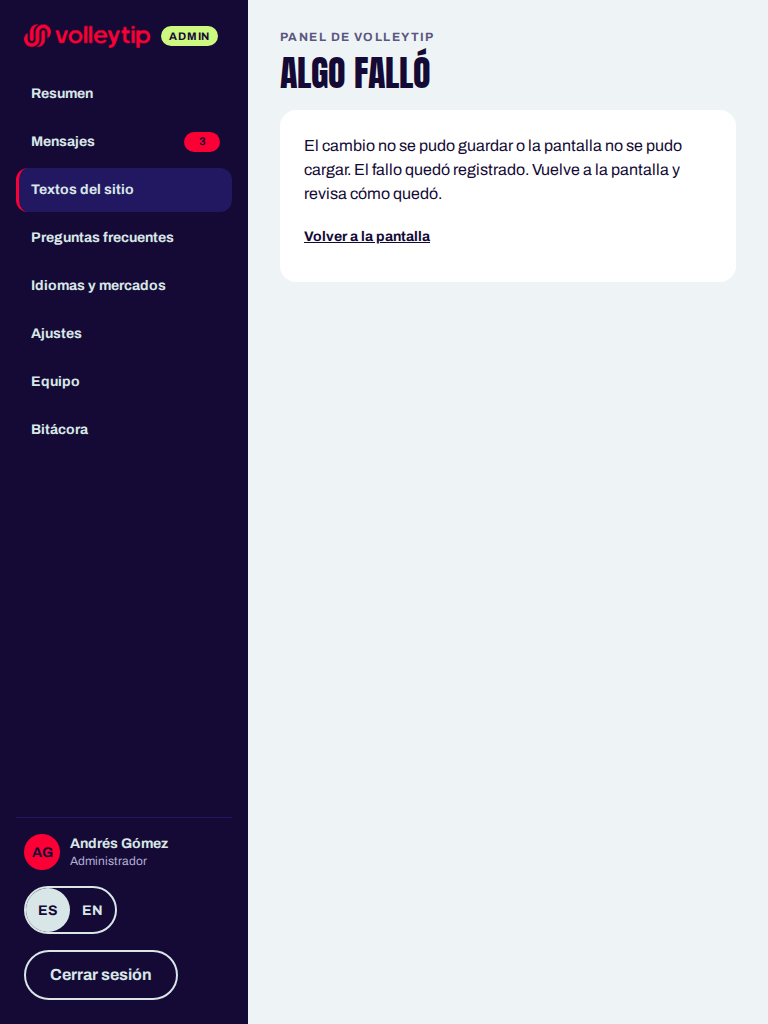 volleytip ADMIN
Resumen
Mensajes 3
Textos del sitio
Preguntas frecuentes
Idiomas y mercados
Ajustes
Equipo
Bitácora
AG Andrés Gómez
Administrador
ES EN
Cerrar sesión
PANEL DE VOLLEYTIP
ALGO FALLÓ
El cambio no se pudo guardar o la pantalla no se pudo
cargar. El fallo quedó registrado. Vuelve a la pantalla y
revisa cómo quedó.
Volver a la pantalla